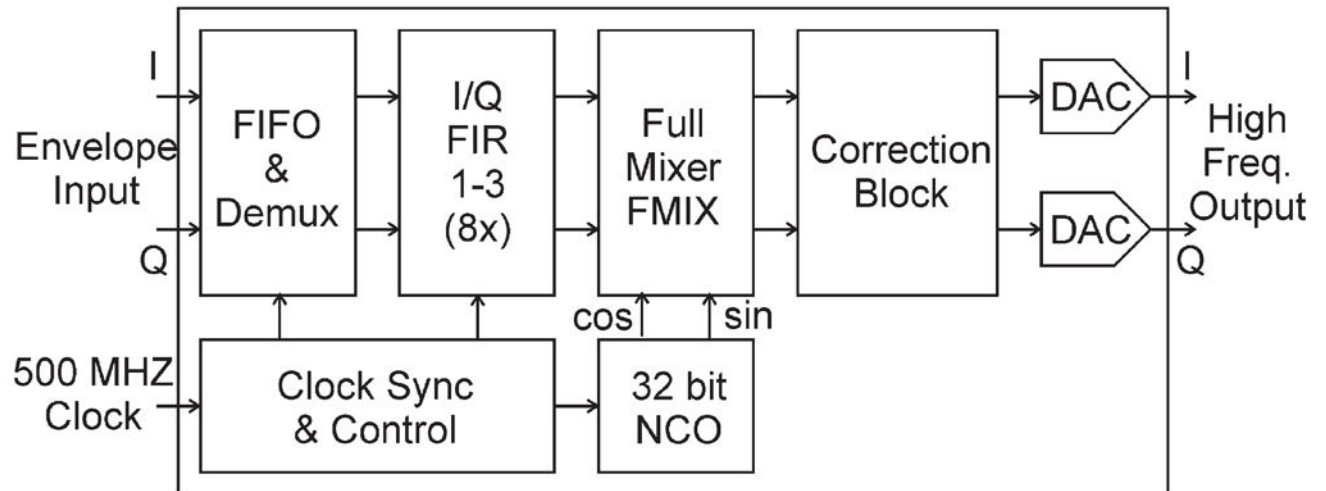 I
Envelope
Input
Q
500 MHZ
Clock
FIFO
&
Demux
I/Q
FIR
1-3
(8x)
Full
Mixer
FMIX
Correction
Block
DAC
DAC
I
High
Freq.
Output
Q
cos
sin
Clock Sync
& Control
32 bit
NCO